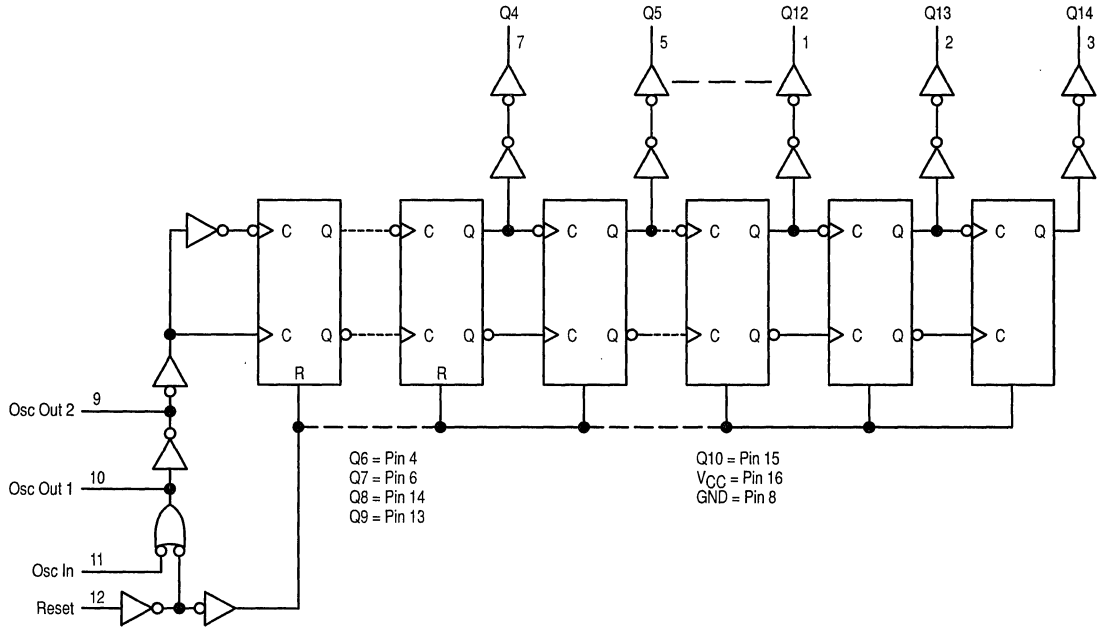 Q4 Q5 Q12 Q13 Q14
7 5 1 2 3
C Q C Q C Q C Q C Q C Q
C Q C Q C Q C Q C Q C
R R
Osc Out 2 9
Osc Out 1 10
Osc In 11
Reset 12
Q6 = Pin 4
Q7 = Pin 6
Q8 = Pin 14
Q9 = Pin 13
Q10 = Pin 15
VCC = Pin 16
GND = Pin 8